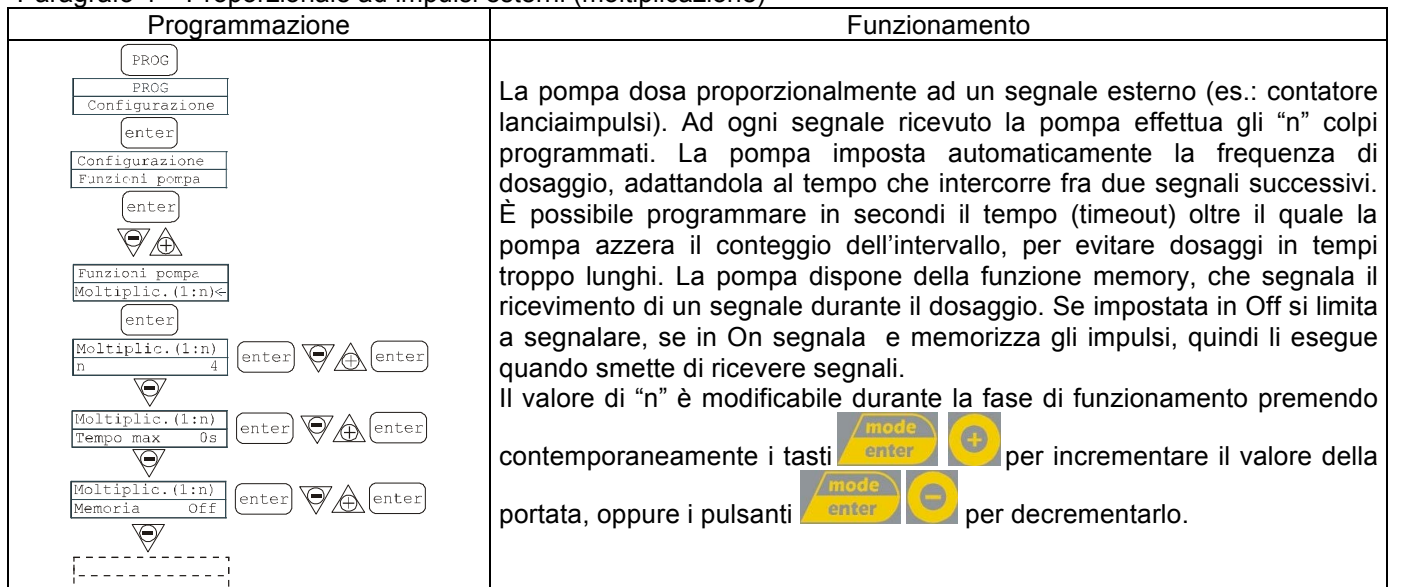 Paragrafo 4 – Proporzionale ad impulsi esterni (moltiplicazione)
Programmazione
Funzionamento
PROG
PROG
Configurazione
enter
Configurazione
Funzioni pompa
enter
Funzioni pompa
Moltiplic.(1:n)←
enter
Moltiplic.(1:n)
n 4
enter
enter
Moltiplic.(1:n)
Tempo max 0s
enter
enter
Moltiplic.(1:n)
Memoria Off
enter
enter
La pompa dosa proporzionalmente ad un segnale esterno (es.: contatore
lanciaimpulsi). Ad ogni segnale ricevuto la pompa effettua gli “n” colpi
programmati. La pompa imposta automaticamente la frequenza di
dosaggio, adattandola al tempo che intercorre fra due segnali successivi.
È possibile programmare in secondi il tempo (timeout) oltre il quale la
pompa azzera il conteggio dell’intervallo, per evitare dosaggi in tempi
troppo lunghi. La pompa dispone della funzione memory, che segnala il
ricevimento di un segnale durante il dosaggio. Se impostata in Off si limita
a segnalare, se in On segnala e memorizza gli impulsi, quindi li esegue
quando smette di ricevere segnali.
Il valore di “n” è modificabile durante la fase di funzionamento premendo
contemporaneamente i tasti mode enter + per incrementare il valore della
portata, oppure i pulsanti mode enter - per decrementarlo.